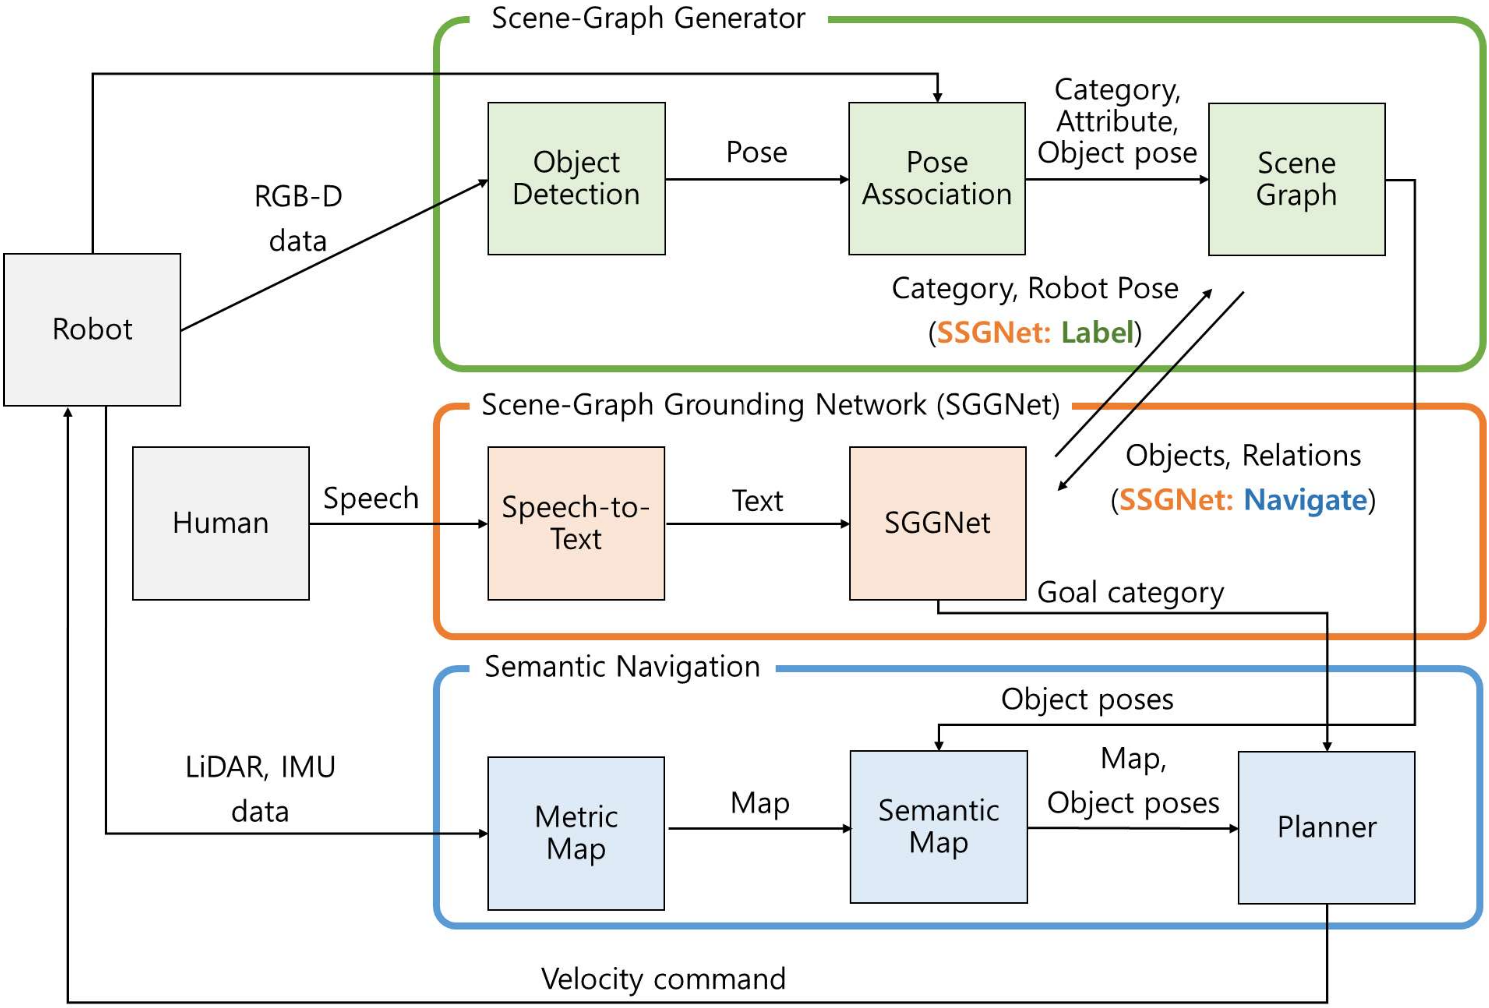 Scene-Graph Generator
Category,
Attribute,
Object pose
Object
Detection
Pose
Pose
Association
Scene
Graph
RGB-D
data
Robot
Category, Robot Pose
(SSGNet: Label)
Scene-Graph Grounding Network (SGGNet)
Objects, Relations
(SSGNet: Navigate)
Human
Speech
Speech-to-
Text
Text
SGGNet
Goal category
Semantic Navigation
Object poses
LiDAR, IMU
data
Metric
Map
Map
Semantic
Map
Map,
Object poses
Planner
Velocity command